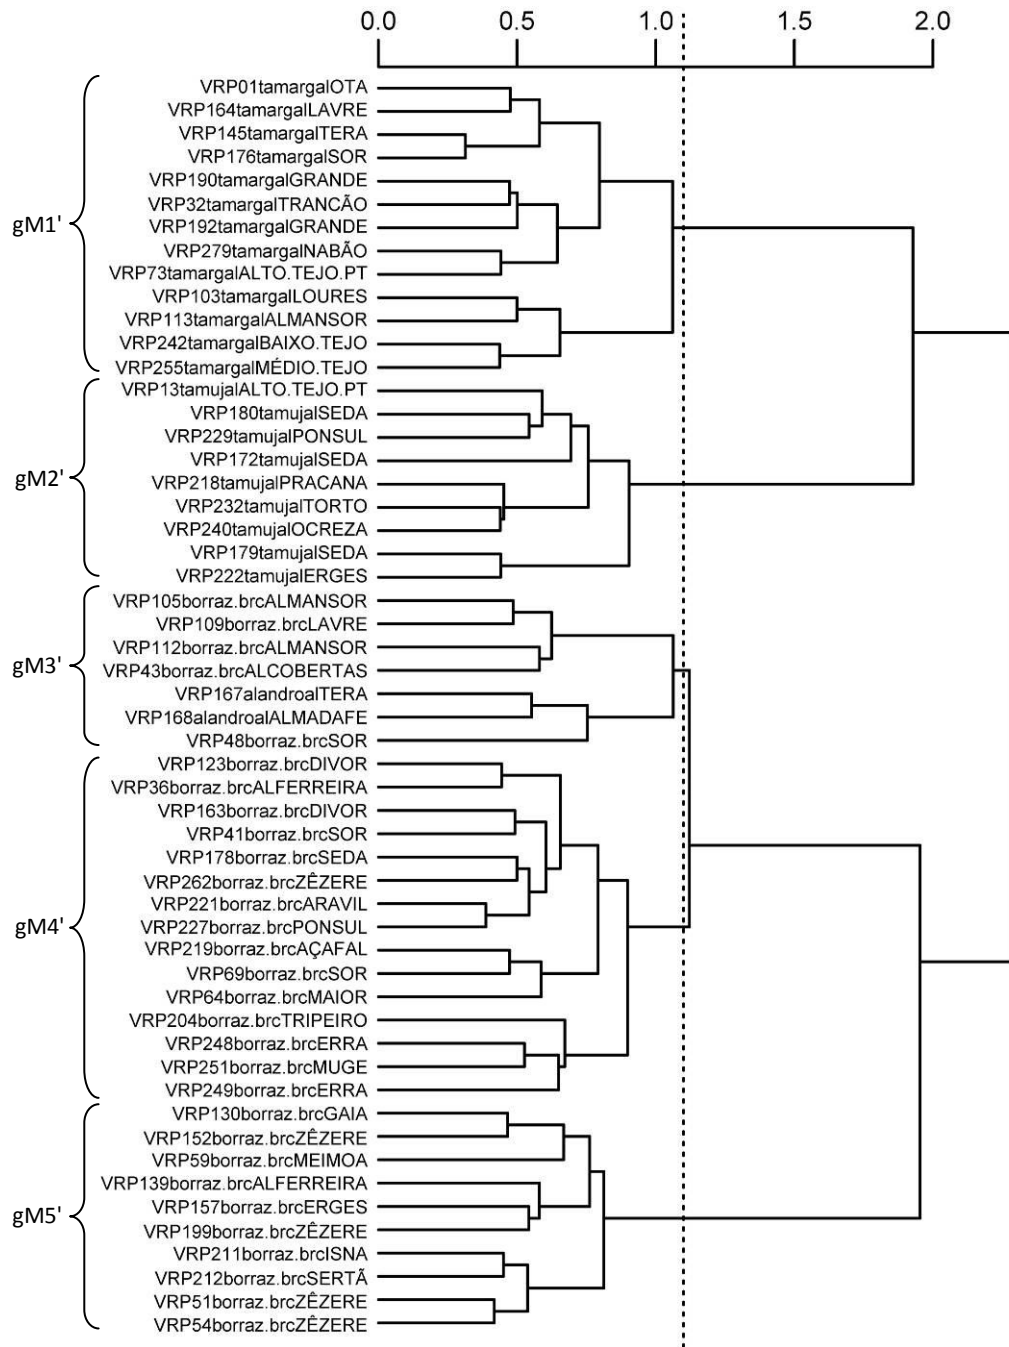 0.0 0.5 1.0 1.5 2.0
VRP01tamargalOTA
VRP164tamargalLAVRE
VRP145tamargalTERA
VRP176tamargalSOR
VRP190tamargalGRANDE
VRP32tamargalTRANCÃO
gM1'
VRP192tamargalGRANDE
VRP279tamargalNABÃO
VRP73tamargalALTO.TEJO.PT
VRP103tamargalLOURES
VRP113tamargalALMANSOR
VRP242tamargalBAIXO.TEJO
VRP255tamargalMÉDIO.TEJO
VRP13tamujalALTO.TEJO.PT
VRP180tamujalSEDA
VRP229tamujalPONSUL
VRP172tamujalSEDA
gM2'
VRP218tamujalPRACANA
VRP232tamujalTORTO
VRP240tamujalOCREZA
VRP179tamujalSEDA
VRP222tamujalERGES
VRP105borraz.brcALMANSOR
VRP109borraz.brcLAVRE
VRP112borraz.brcALMANSOR
gM3'
VRP43borraz.brcALCOBERTAS
VRP167alandroalTERA
VRP168alandroalALMADAFE
VRP48borraz.brcSOR
VRP123borraz.brcDIVOR
VRP36borraz.brcALFERREIRA
VRP163borraz.brcDIVOR
VRP41borraz.brcSOR
VRP178borraz.brcSEDA
VRP262borraz.brcZÊZERE
VRP221borraz.brcARAVIL
gM4'
VRP227borraz.brcPONSUL
VRP219borraz.brcAÇAFAL
VRP69borraz.brcSOR
VRP64borraz.brcMAIOR
VRP204borraz.brcTRIPEIRO
VRP248borraz.brcERRA
VRP251borraz.brcMUGE
VRP249borraz.brcERRA
VRP130borraz.brcGAIA
VRP152borraz.brcZÊZERE
VRP59borraz.brcMEIMOA
VRP139borraz.brcALFERREIRA
VRP157borraz.brcERGES
gM5'
VRP199borraz.brcZÊZERE
VRP211borraz.brcISNA
VRP212borraz.brcSERTÃ
VRP51borraz.brcZÊZERE
VRP54borraz.brcZÊZERE